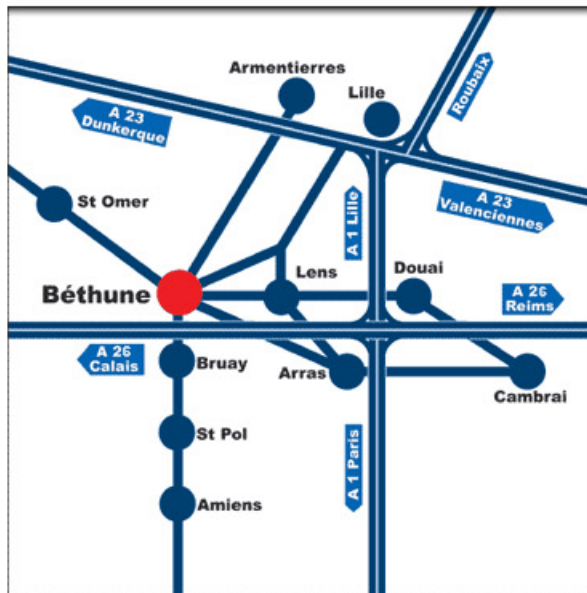 Armentierres
Lille
Roubaix
A 23
Dunkerque
St Omer
A 1 Lille
A 23
Valenciennes
Lens
Douai
Béthune
A 26
Reims
A 26
Calais
Bruay
Arras
Cambrai
St Pol
A 1 Paris
Amiens